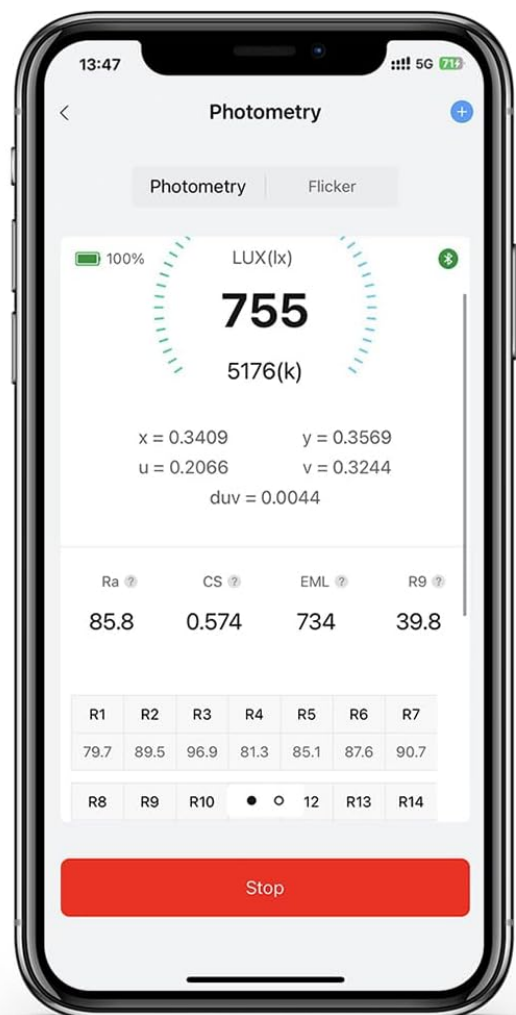 13:47 5G 71
Photometry
Photometry Flicker
100% LUX(lx)
755
5176(k)
x = 0.3409 y = 0.3569
u = 0.2066 v = 0.3244
duv = 0.0044
Ra ? CS ? EML ? R9 ?
85.8 0.574 734 39.8
R1 R2 R3 R4 R5 R6 R7
79.7 89.5 96.9 81.3 85.1 87.6 90.7
R8 R9 R10 12 R13 R14
Stop